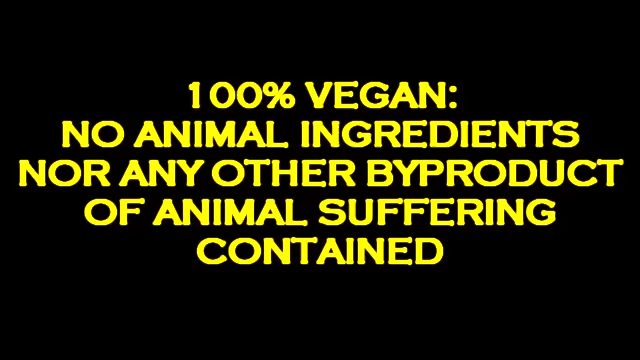 100% VEGAN:
NO ANIMAL INGREDIENTS
NOR ANY OTHER BYPRODUCT
OF ANIMAL SUFFERING
CONTAINED